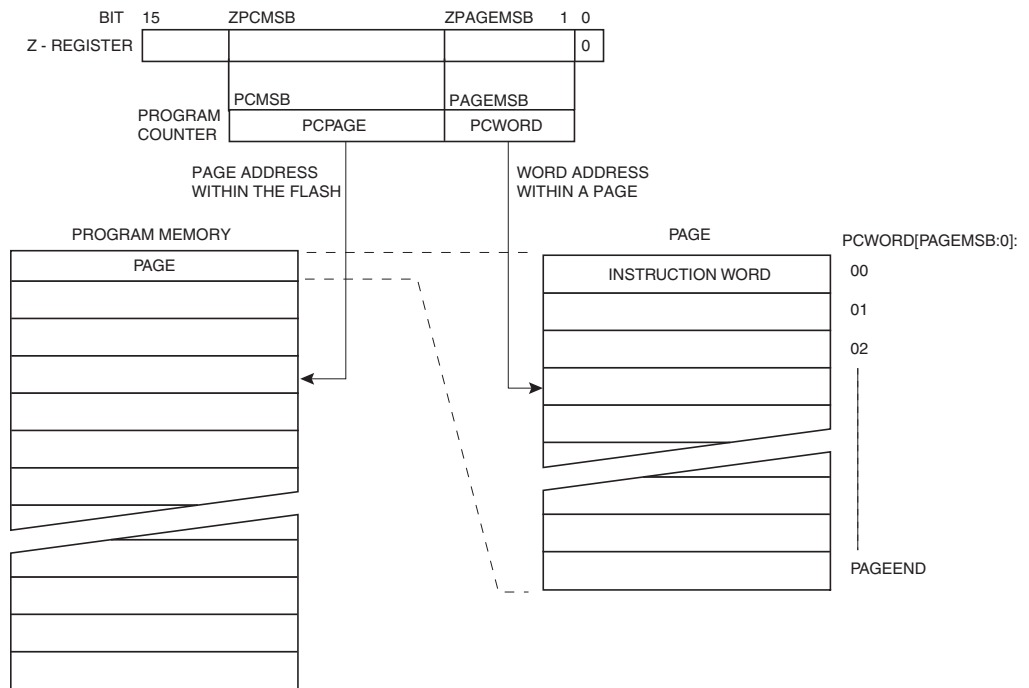 BIT 15 ZPCMSB ZPAGEMSB 1 0
Z - REGISTER 0
PCMSB PAGEMSB
PROGRAM
COUNTER
PCPAGE PCWORD
PAGE ADDRESS
WITHIN THE FLASH
WORD ADDRESS
WITHIN A PAGE
PROGRAM MEMORY
PAGE
PAGE
INSTRUCTION WORD
PCWORD[PAGEMSB:0]:
00
01
02
PAGEEND